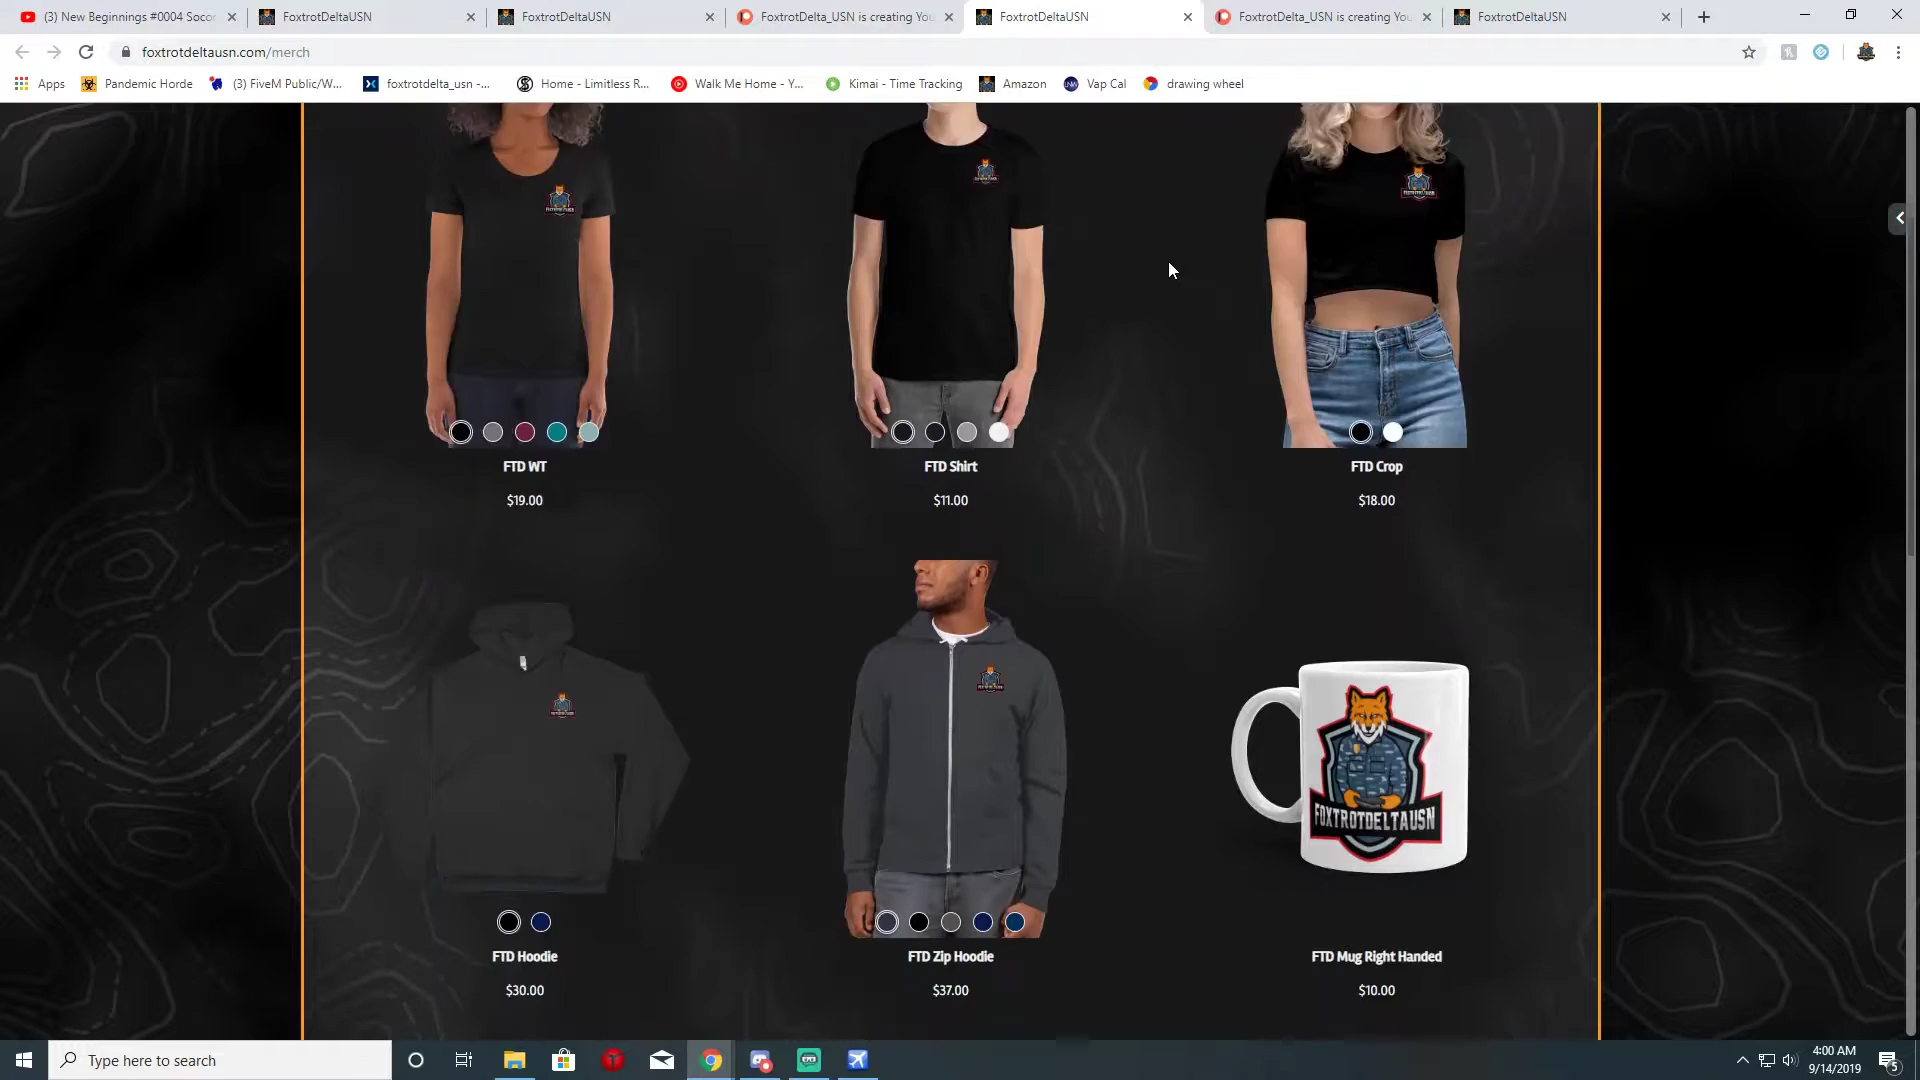 (3) New Beginnings #0004 Socor
FoxtrotDeltaUSN
FoxtrotDeltaUSN
FoxtrotDelta_USN is creating You
FoxtrotDeltaUSN
FoxtrotDelta_USN is creating You
FoxtrotDeltaUSN
foxtrotdeltausn.com/merch
Apps
Pandemic Horde
(3) FiveM Public/W...
foxtrotdelta_usn -...
Home - Limitless R...
Walk Me Home - Y...
Kimai - Time Tracking
Amazon
Vap Cal
drawing wheel
FTD WT
$19.00
FTD Shirt
$11.00
FTD Crop
$18.00
FOXTROTDELTAUSN
FTD Hoodie
$30.00
FTD Zip Hoodie
$37.00
FTD Mug Right Handed
$10.00
Type here to search
4:00 AM
9/14/2019
5